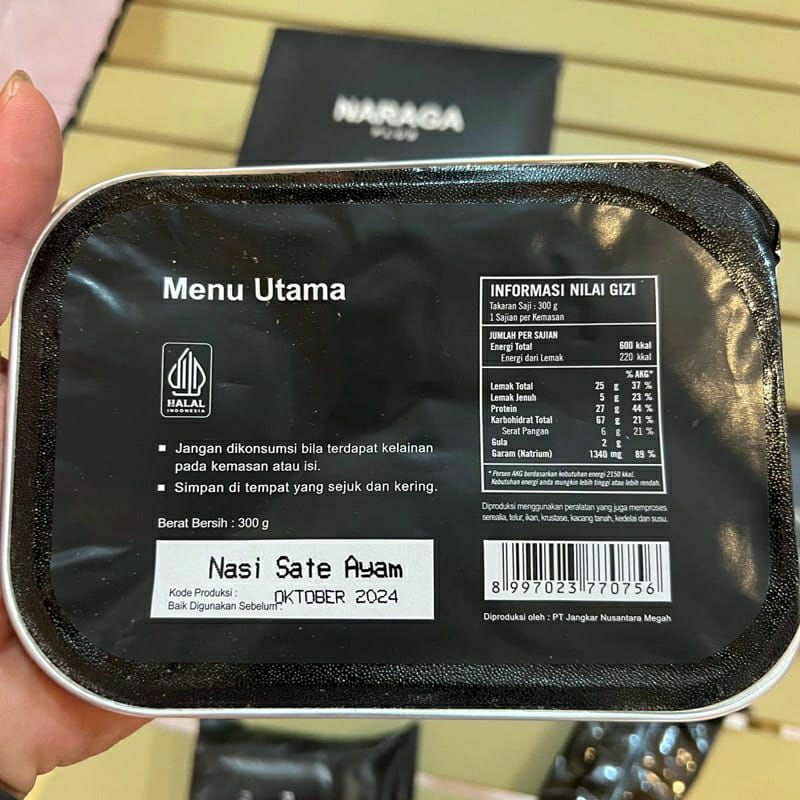 NARAGA
PLUS
Menu Utama
HALAL
INDONESIA
▪ Jangan dikonsumsi bila terdapat kelainan
pada kemasan atau isi.
▪ Simpan di tempat yang sejuk dan kering.
Berat Bersih : 300 g
Nasi Sate Ayam
Kode Produksi :
Baik Digunakan Sebelum :
OKTOBER 2024
INFORMASI NILAI GIZI
Takaran Saji : 300 g
1 Sajian per Kemasan
JUMLAH PER SAJIAN
Energi Total 600 kkal
Energi dari Lemak 220 kkal
% AKG*
Lemak Total 25 g 37 %
Lemak Jenuh 5 g 23 %
Protein 27 g 44 %
Karbohidrat Total 67 g 21 %
Serat Pangan 6 g 21 %
Gula 2 g
Garam (Natrium) 1340 mg 89 %
* Persen AKG berdasarkan kebutuhan energi 2150 kkal.
Kebutuhan energi anda mungkin lebih tinggi atau lebih rendah.
Diproduksi menggunakan peralatan yang juga memproses
serealia, telur, ikan, krustase, kacang tanah, kedelai dan susu.
8 997023 770756
Diproduksi oleh : PT Jangkar Nusantara Megah